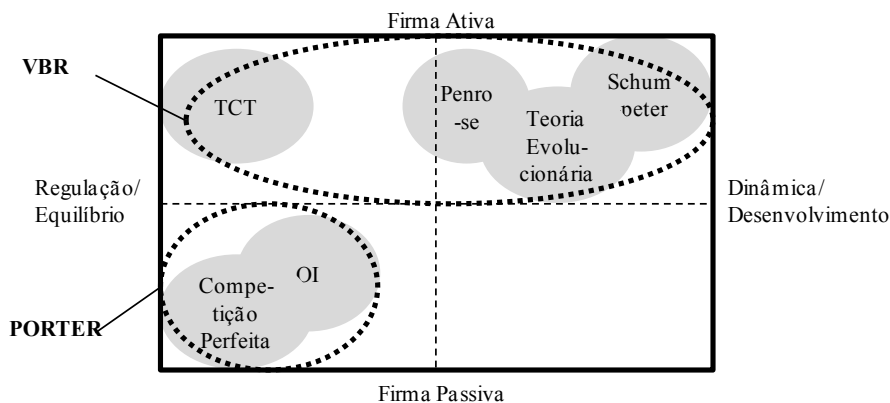 Firma Ativa
VBR
TCT
Penro
-se
Schum
peter
Teoria
Evolu-
cionária
Regulação/
Equilíbrio
Dinâmica/
Desenvolvimento
OI
Compe-
tição
Perfeita
PORTER
Firma Passiva